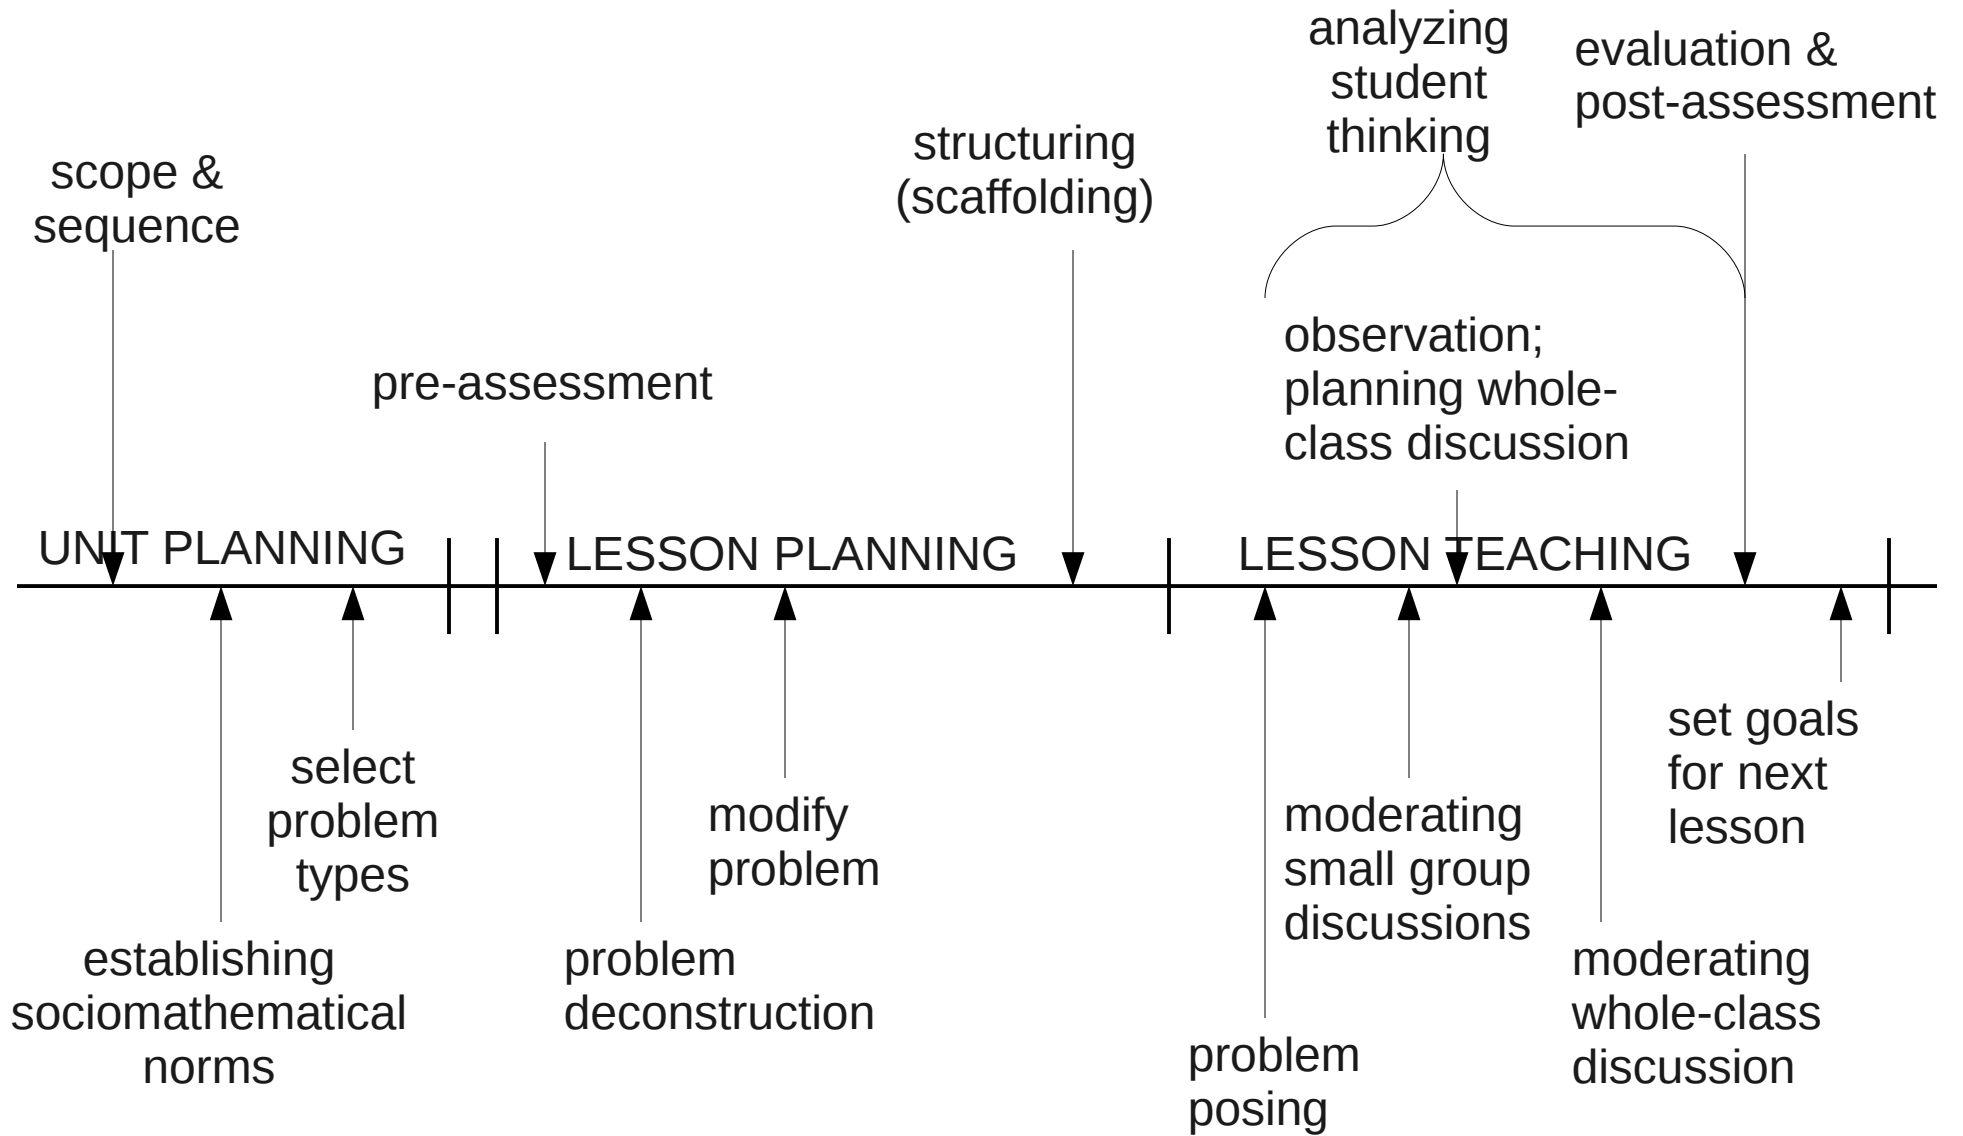 analyzing
student
thinking
evaluation &
post-assessment
structuring
(scaffolding)
scope &
sequence
observation;
planning whole-
class discussion
pre-assessment
UNIT PLANNING
LESSON PLANNING
LESSON TEACHING
select
problem
types
establishing
sociomathematical
norms
modify
problem
problem
deconstruction
moderating
small group
discussions
problem
posing
set goals
for next
lesson
moderating
whole-class
discussion